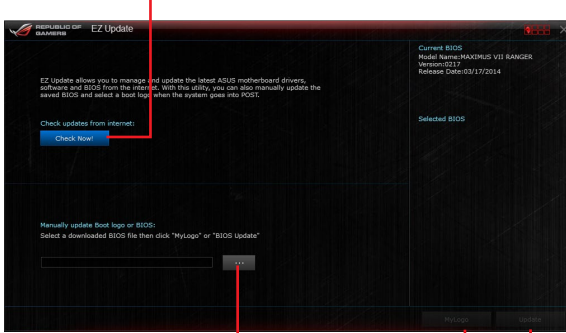 REPUBLIC OF
GAMERS
EZ Update
Current BIOS
Model Name:MAXIMUS VII RANGER
Version:0217
Release Date:03/17/2014
EZ Update allows you to manage and update the latest ASUS motherboard drivers,
software and BIOS from the internet. With this utility, you can also manually update the
saved BIOS and select a boot logo when the system goes into POST.
Check updates from internet:
Check Now!
Selected BIOS
Manually update Boot logo or BIOS:
Select a downloaded BIOS file then click "MyLogo" or "BIOS Update"
...
MyLogo
Update